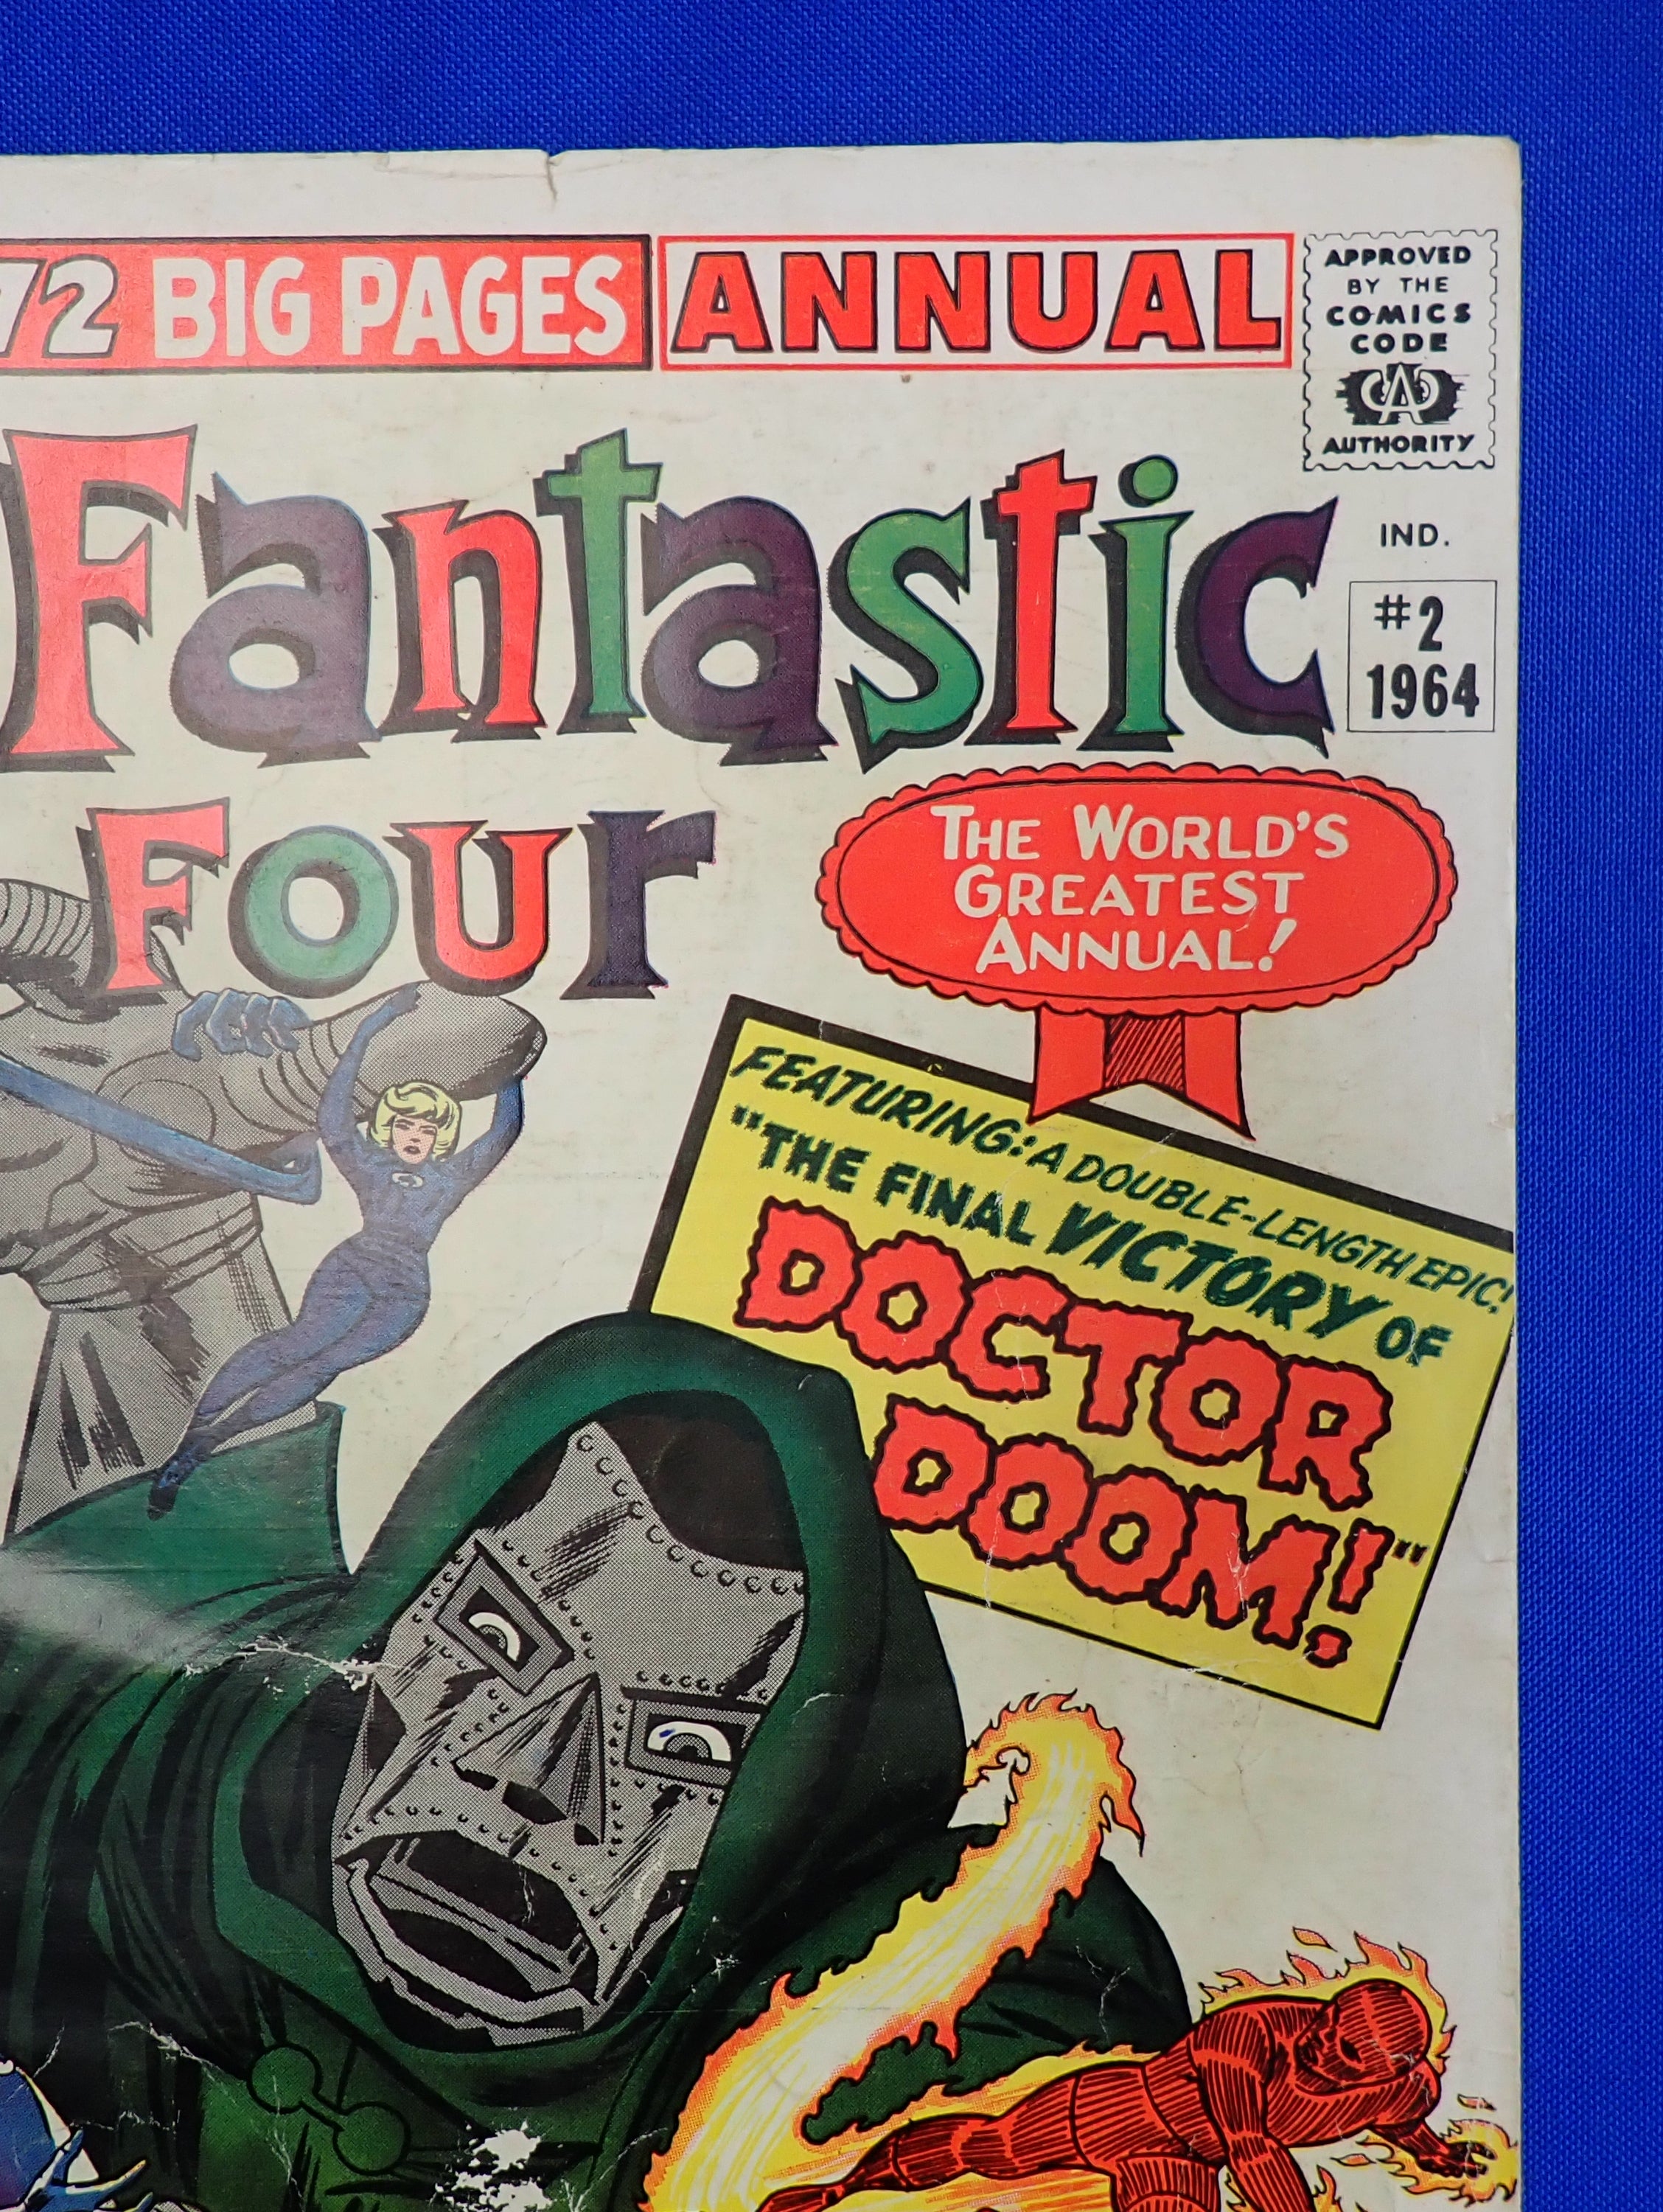 72 BIG PAGES ANNUAL
APPROVED
BY THE
COMICS
CODE
CA
AUTHORITY
Fantastic
Four
IND.
#2
1964
THE WORLD'S
GREATEST
ANNUAL!
FEATURING: A DOUBLE-LENGTH EPIC!
"THE FINAL VICTORY OF
DOCTOR
DOOM!"